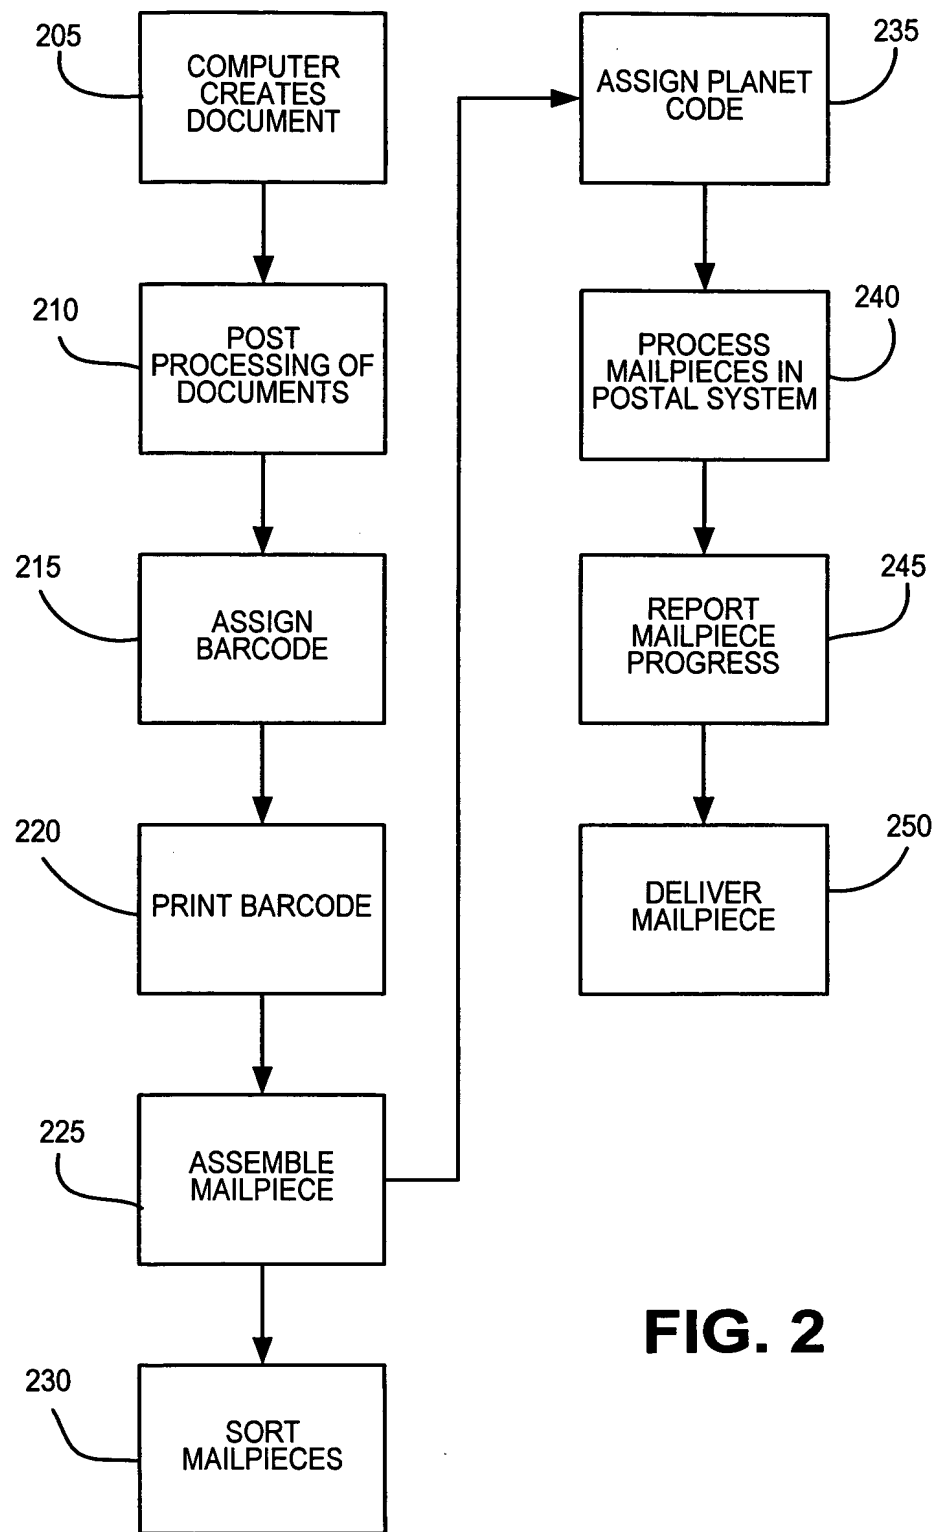 205
COMPUTER
CREATES
DOCUMENT
210
POST
PROCESSING OF
DOCUMENTS
215
ASSIGN
BARCODE
220
PRINT BARCODE
225
ASSEMBLE
MAILPIECE
230
SORT
MAILPIECES
235
ASSIGN PLANET
CODE
240
PROCESS
MAILPIECES IN
POSTAL SYSTEM
245
REPORT
MAILPIECE
PROGRESS
250
DELIVER
MAILPIECE
FIG. 2